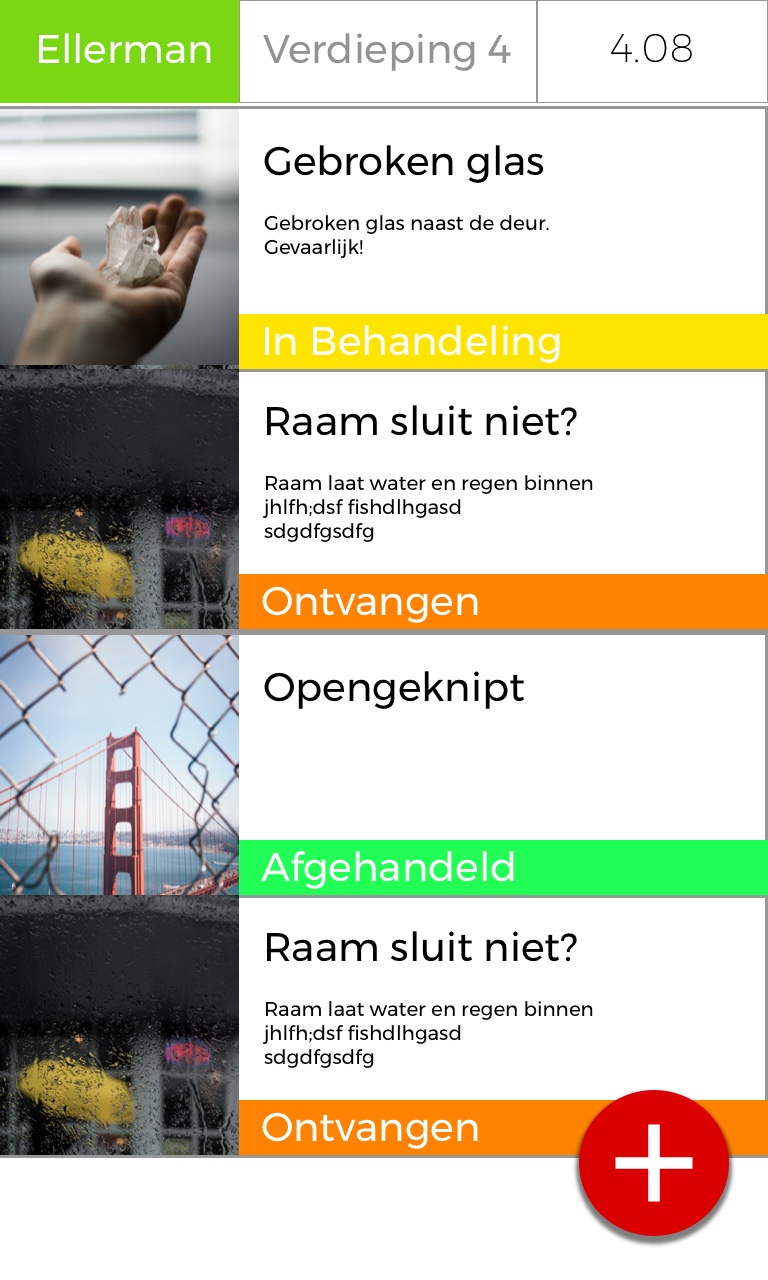 Ellerman
Verdieping 4
4.08
Gebroken glas
Gebroken glas naast de deur.
Gevaarlijk!
In Behandeling
Raam sluit niet?
Raam laat water en regen binnen
jhlfh;dsf fishdlhgasd
sdgdfgsdfg
Ontvangen
Opengeknipt
Afgehandeld
Raam sluit niet?
Raam laat water en regen binnen
jhlfh;dsf fishdlhgasd
sdgdfgsdfg
Ontvangen